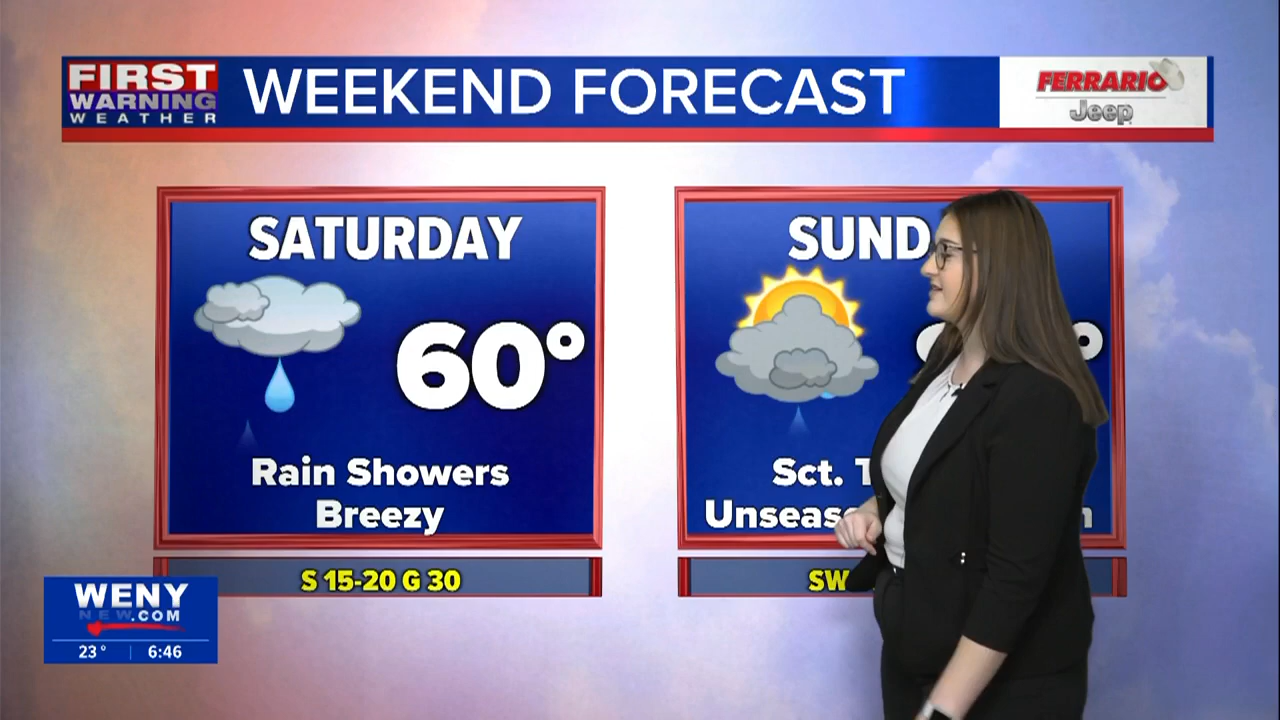 FIRST
WARNING
WEATHER
WEEKEND FORECAST
FERRARIO
Jeep
SATURDAY
60°
Rain Showers
Breezy
S 15-20 G 30
SUND
°
Sct.
SW
WENY
NEWS.COM
23° | 6:46